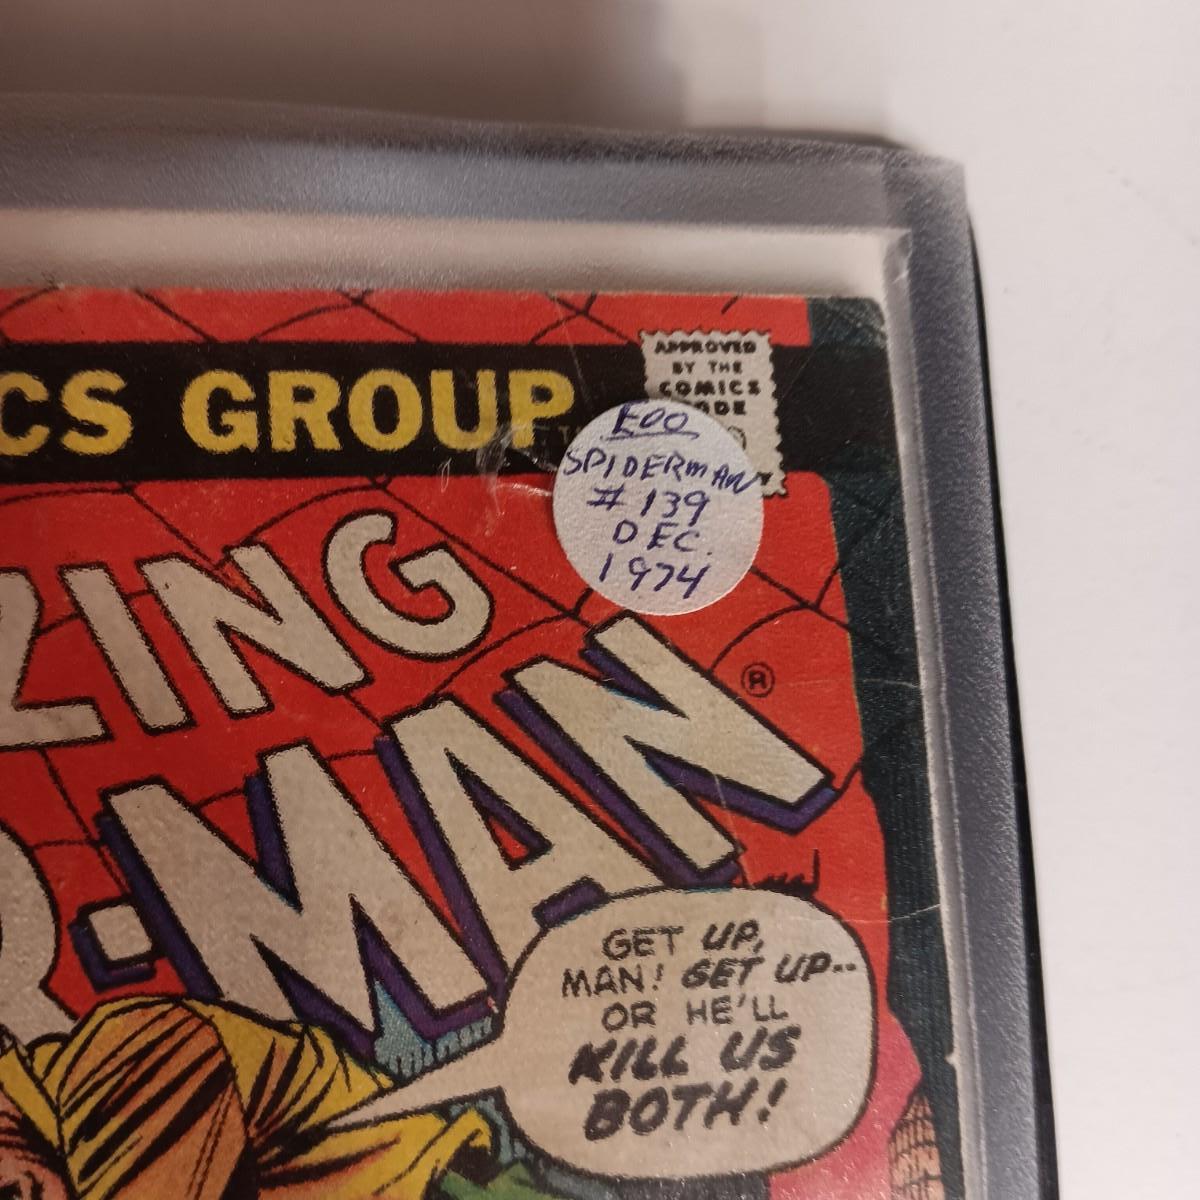 APPROVED
BY THE
COMICS
CODE
CS GROUP
E00
SPIDERMAN
# 139
DEC.
1974
ZING
-MAN ®
GET UP,
MAN! GET UP--
OR HE'LL
KILL US
BOTH!